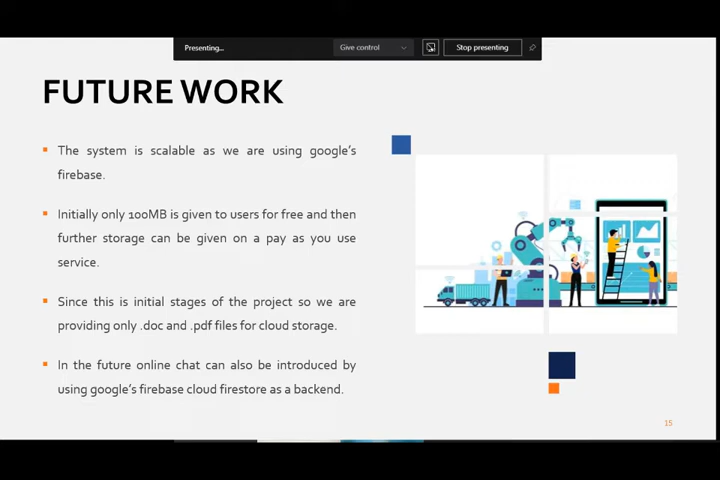 Presenting...
Give control
Stop presenting
FUTURE WORK
The system is scalable as we are using google's
firebase.
Initially only 100MB is given to users for free and then
further storage can be given on a pay as you use
service.
Since this is initial stages of the project so we are
providing only .doc and .pdf files for cloud storage.
In the future online chat can also be introduced by
using google's firebase cloud firestore as a backend.
15